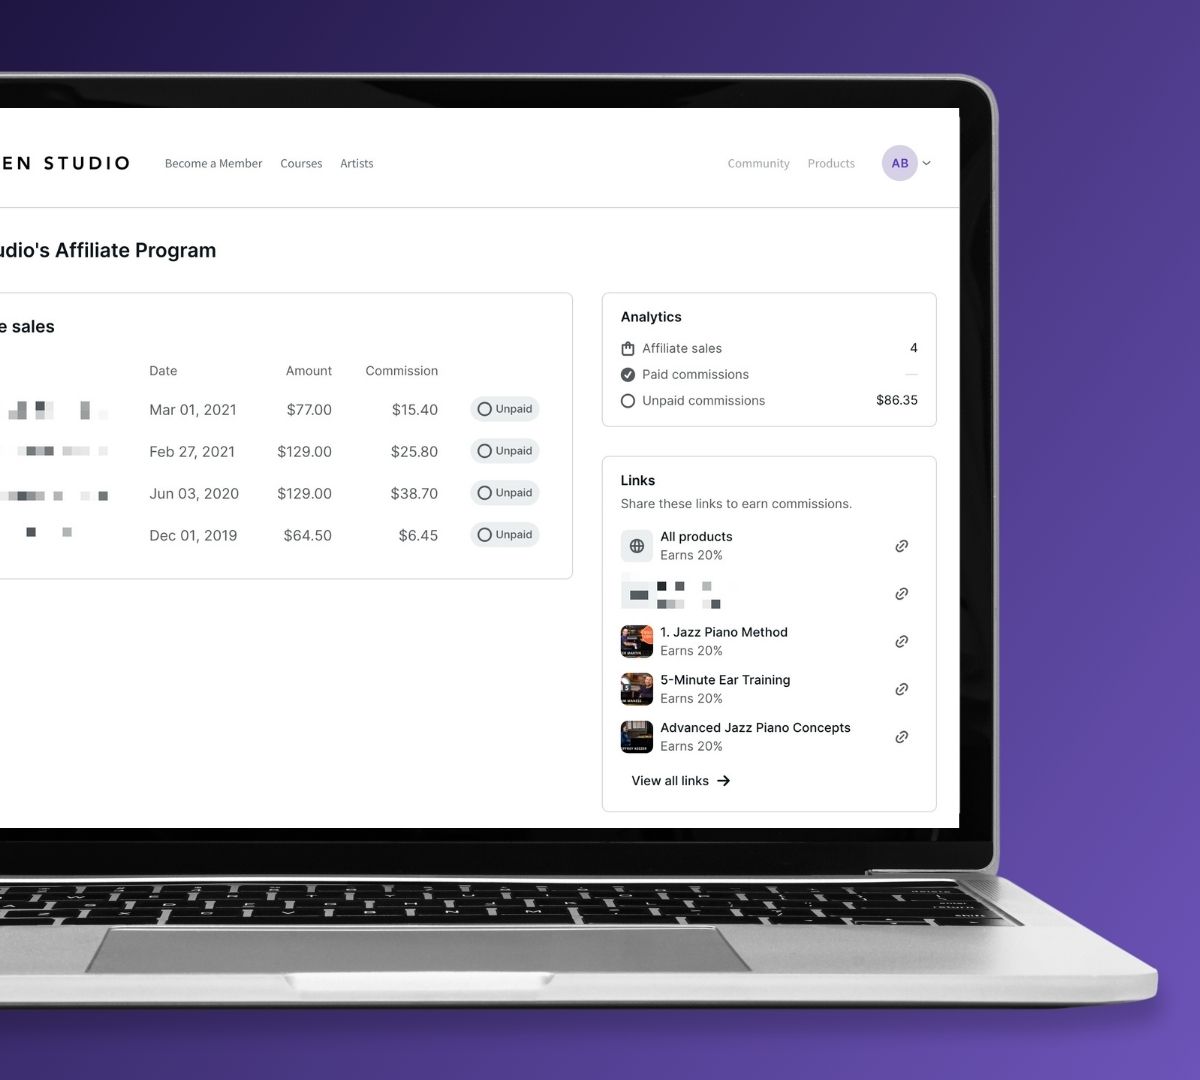 EN STUDIO Become a Member Courses Artists Community Products AB
udio's Affiliate Program
e sales
Date Amount Commission
Mar 01, 2021 $77.00 $15.40 Unpaid
Feb 27, 2021 $129.00 $25.80 Unpaid
Jun 03, 2020 $129.00 $38.70 Unpaid
Dec 01, 2019 $64.50 $6.45 Unpaid
Analytics
Affiliate sales 4
Paid commissions —
Unpaid commissions $86.35
Links
Share these links to earn commissions.
All products
Earns 20%
1. Jazz Piano Method
Earns 20%
5-Minute Ear Training
Earns 20%
Advanced Jazz Piano Concepts
Earns 20%
View all links →